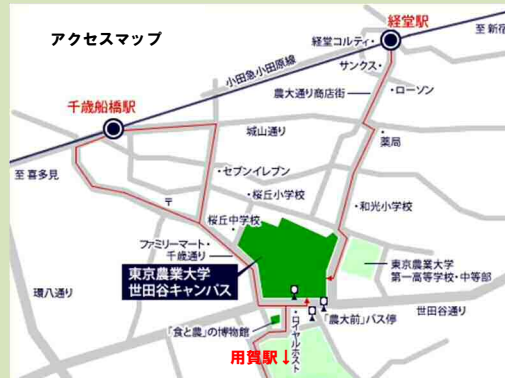 アクセスマップ
経堂駅
至 新宿
経堂コルティ・
サンクス・
小田急小田原線
・ローソン
農大通り商店街
千歳船橋駅
城山通り
・薬局
・セブンイレブン
至 喜多見
〒
・桜丘小学校
・和光小学校
桜丘中学校
ファミリーマート・
千歳通り
東京農業大学
世田谷キャンパス
東京農業大学
第一高等学校・中等部
環八通り
世田谷通り
「農大前」バス停
「食と農」の博物館
・ロイヤルホスト
用賀駅↓